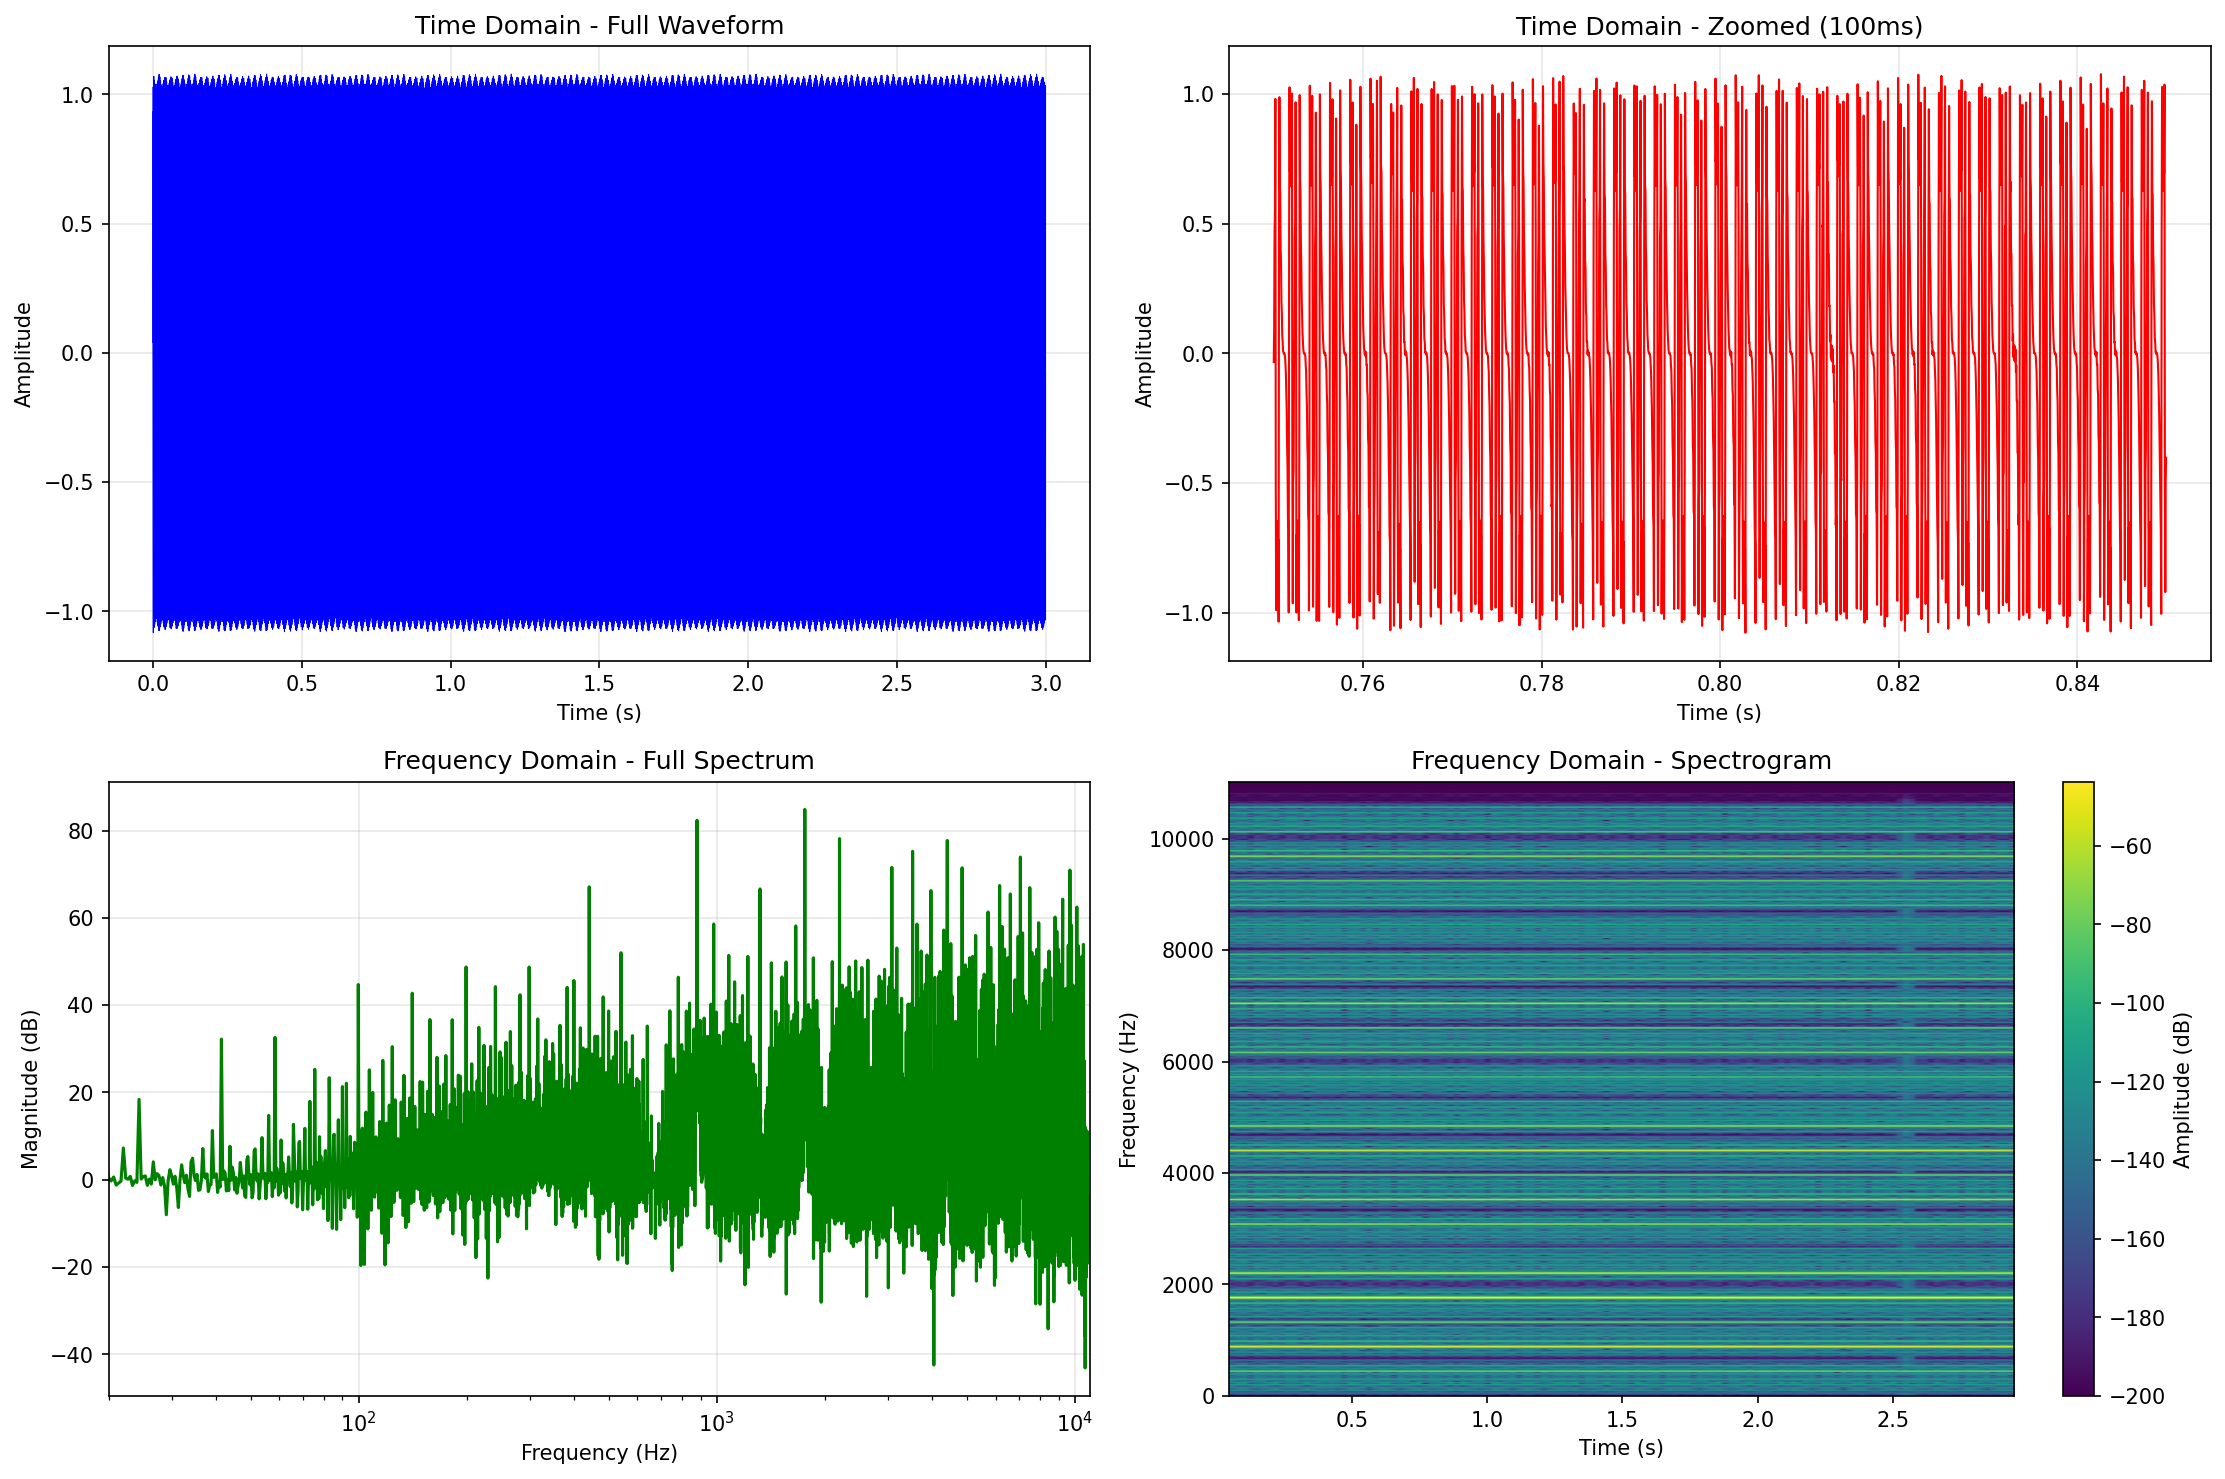 Time Domain - Full Waveform
Amplitude
1.0
0.5
0.0
−0.5
−1.0
0.0 0.5 1.0 1.5 2.0 2.5 3.0
Time (s)
Time Domain - Zoomed (100ms)
Amplitude
1.0
0.5
0.0
−0.5
−1.0
0.76 0.78 0.80 0.82 0.84
Time (s)
Frequency Domain - Full Spectrum
Magnitude (dB)
80
60
40
20
0
−20
−40
10² 10³ 10⁴
Frequency (Hz)
Frequency Domain - Spectrogram
Frequency (Hz)
10000
8000
6000
4000
2000
0
0.5 1.0 1.5 2.0 2.5
Time (s)
−60
−80
−100
−120
−140
−160
−180
−200
Amplitude (dB)